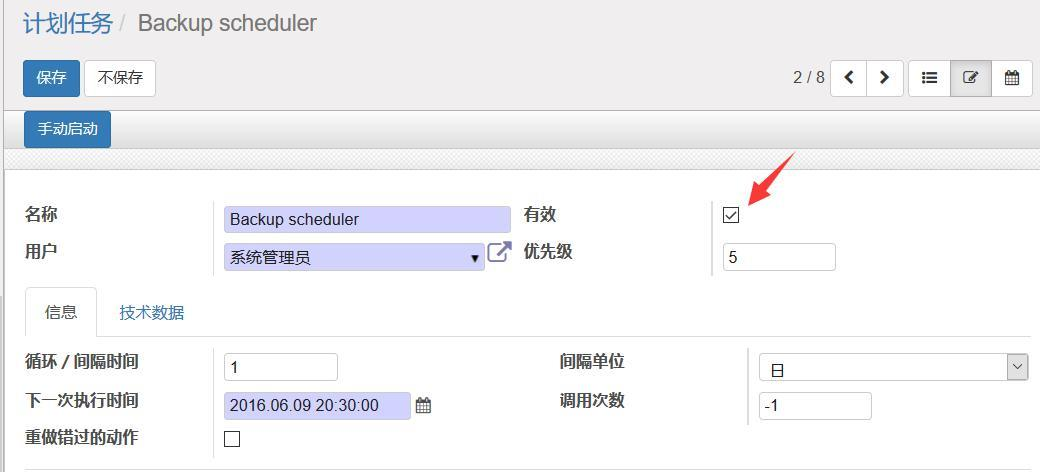 计划任务 / Backup scheduler
保存 不保存 2 / 8
手动启动
名称 Backup scheduler 有效
用户 系统管理员 优先级 5
信息 技术数据
循环 / 间隔时间 1 间隔单位 日
下一次执行时间 2016.06.09 20:30:00 调用次数 -1
重做错过的动作